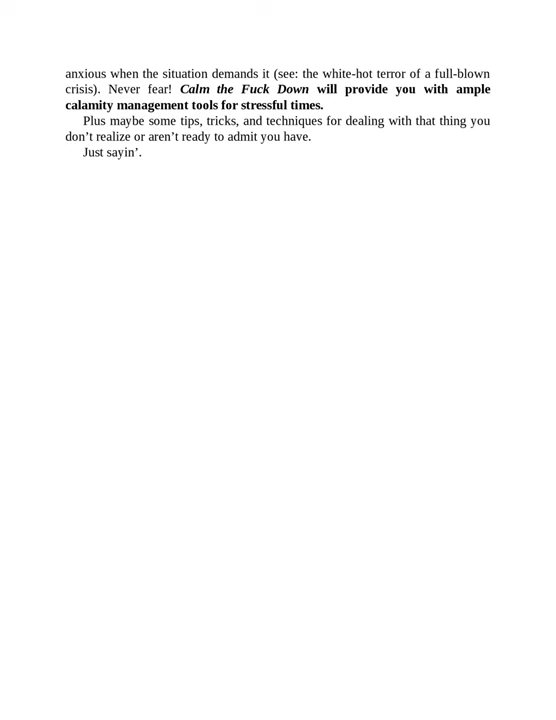 anxious when the situation demands it (see: the white-hot terror of a full-blown
crisis). Never fear! Calm the Fuck Down will provide you with ample
calamity management tools for stressful times.
Plus maybe some tips, tricks, and techniques for dealing with that thing you
don’t realize or aren’t ready to admit you have.
Just sayin’.